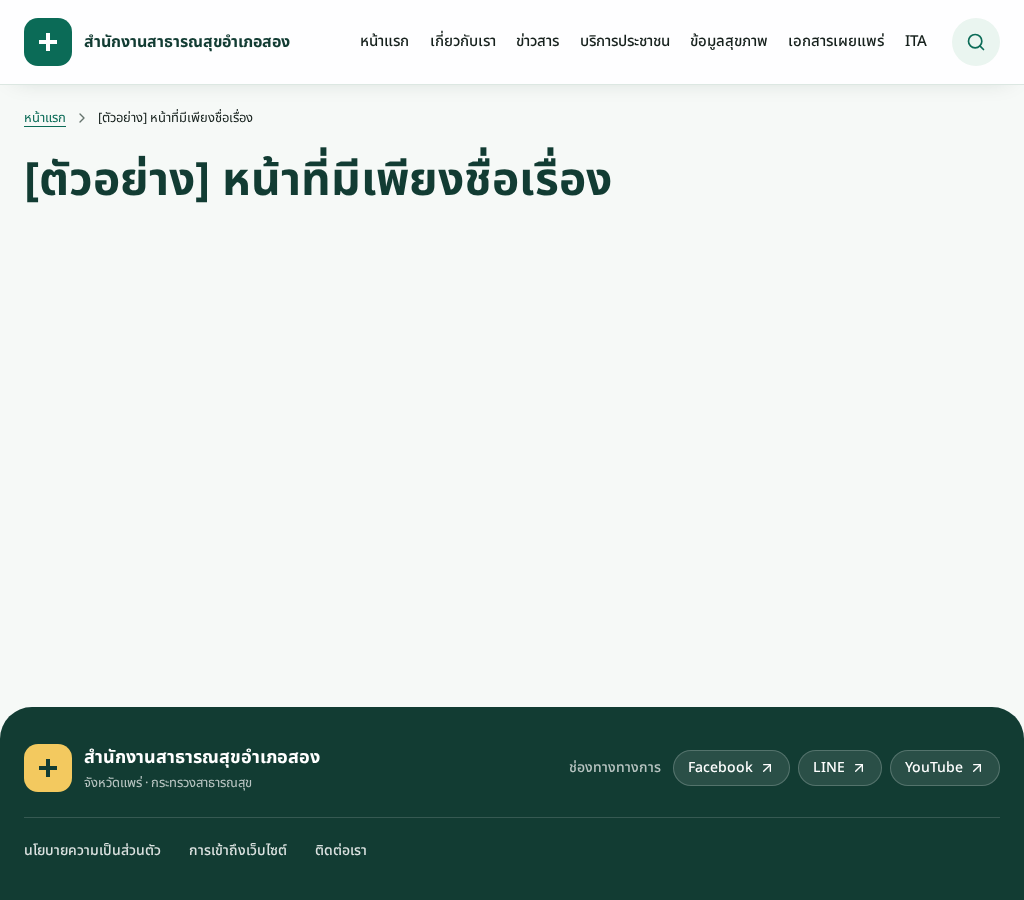 สำนักงานสาธารณสุขอำเภอสอง
หน้าแรก เกี่ยวกับเรา ข่าวสาร บริการประชาชน ข้อมูลสุขภาพ เอกสารเผยแพร่ ITA
หน้าแรก [ตัวอย่าง] หน้าที่มีเพียงชื่อเรื่อง
[ตัวอย่าง] หน้าที่มีเพียงชื่อเรื่อง
สำนักงานสาธารณสุขอำเภอสอง
จังหวัดแพร่ · กระทรวงสาธารณสุข
ช่องทางทางการ Facebook LINE YouTube
นโยบายความเป็นส่วนตัว การเข้าถึงเว็บไซต์ ติดต่อเรา